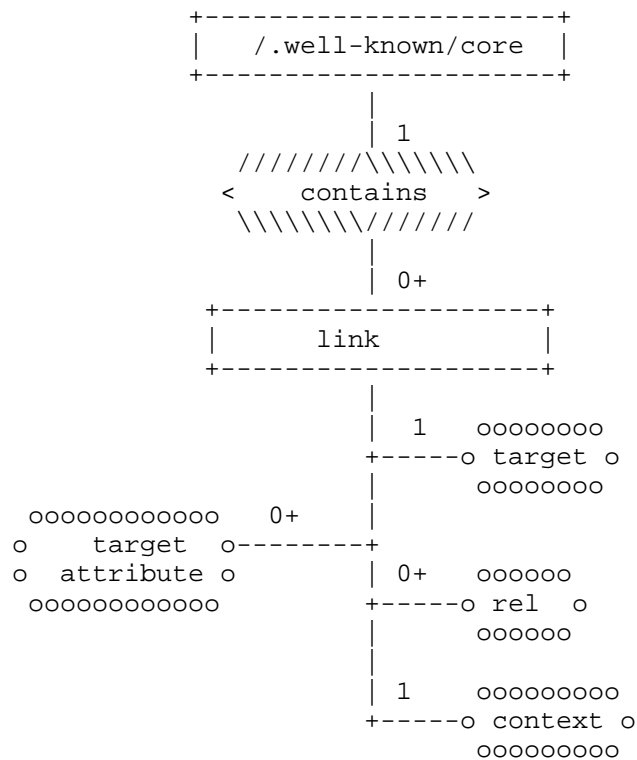 /.well-known/core
1
contains
0+
link
1
target
0+
target
attribute
0+
rel
1
context